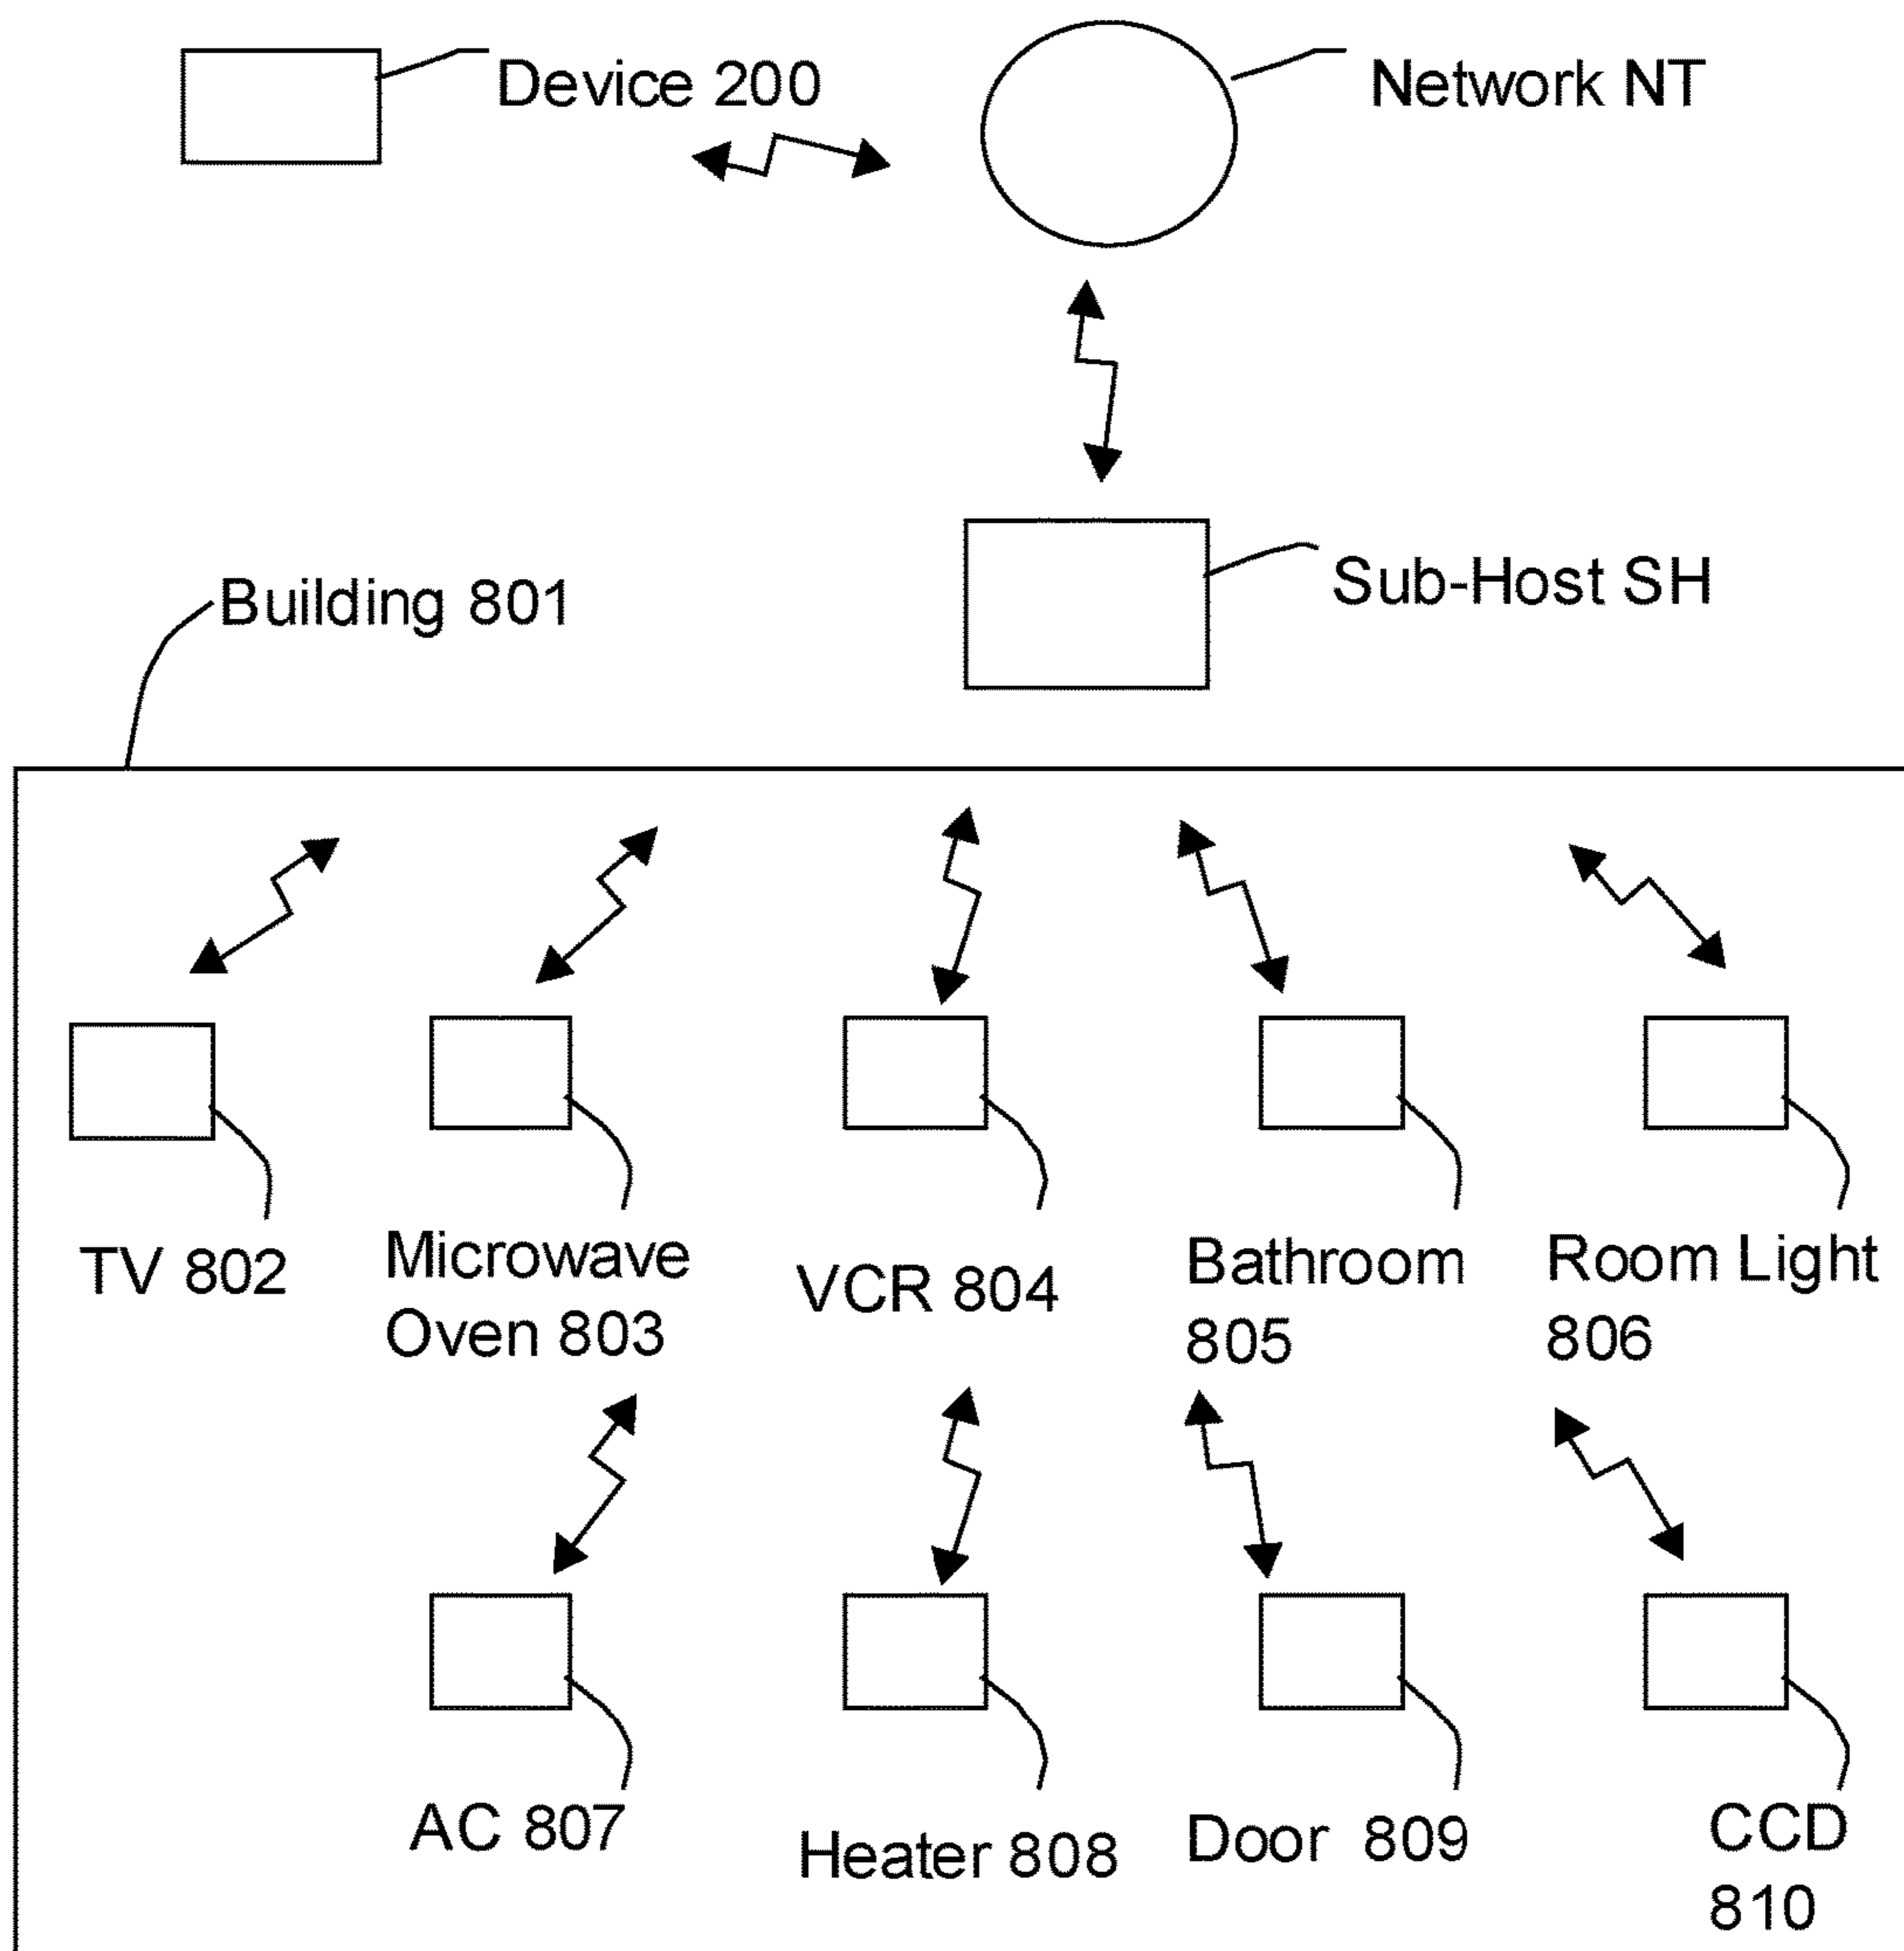 Device 200
Network NT
Sub-Host SH
Building 801
TV 802
Microwave
Oven 803
VCR 804
Bathroom
805
Room Light
806
AC 807
Heater 808
Door 809
CCD
810